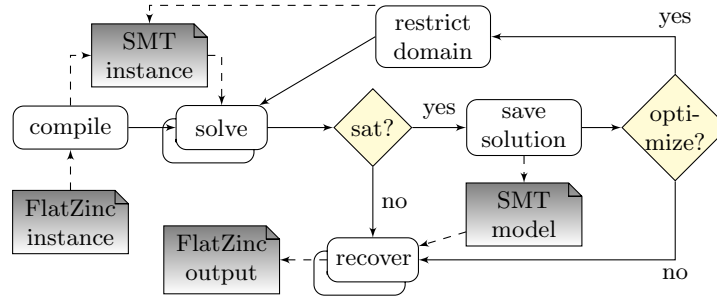 SMT
instance
restrict
domain
yes
compile
solve
sat?
yes
save
solution
opti-
mize?
FlatZinc
instance
no
SMT
model
FlatZinc
output
recover
no